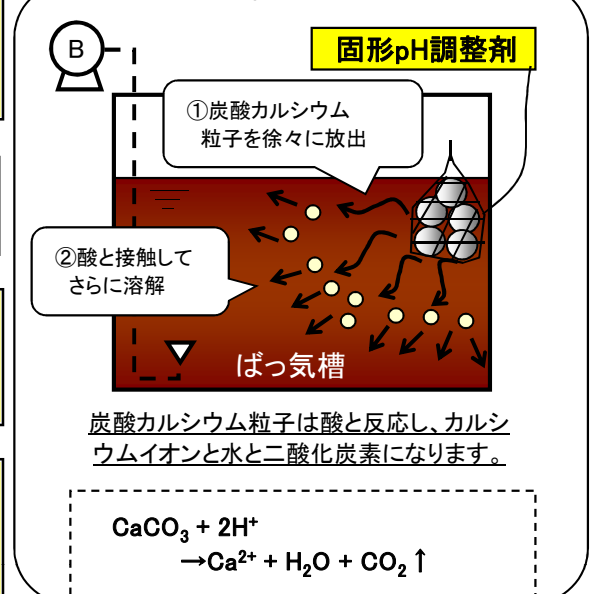 B
固形pH調整剤
①炭酸カルシウム
粒子を徐々に放出
②酸と接触して
さらに溶解
ばっ気槽
炭酸カルシウム粒子は酸と反応し、カルシ
ウムイオンと水と二酸化炭素になります。
CaCO₃ + 2H⁺
→Ca²⁺ + H₂O + CO₂↑